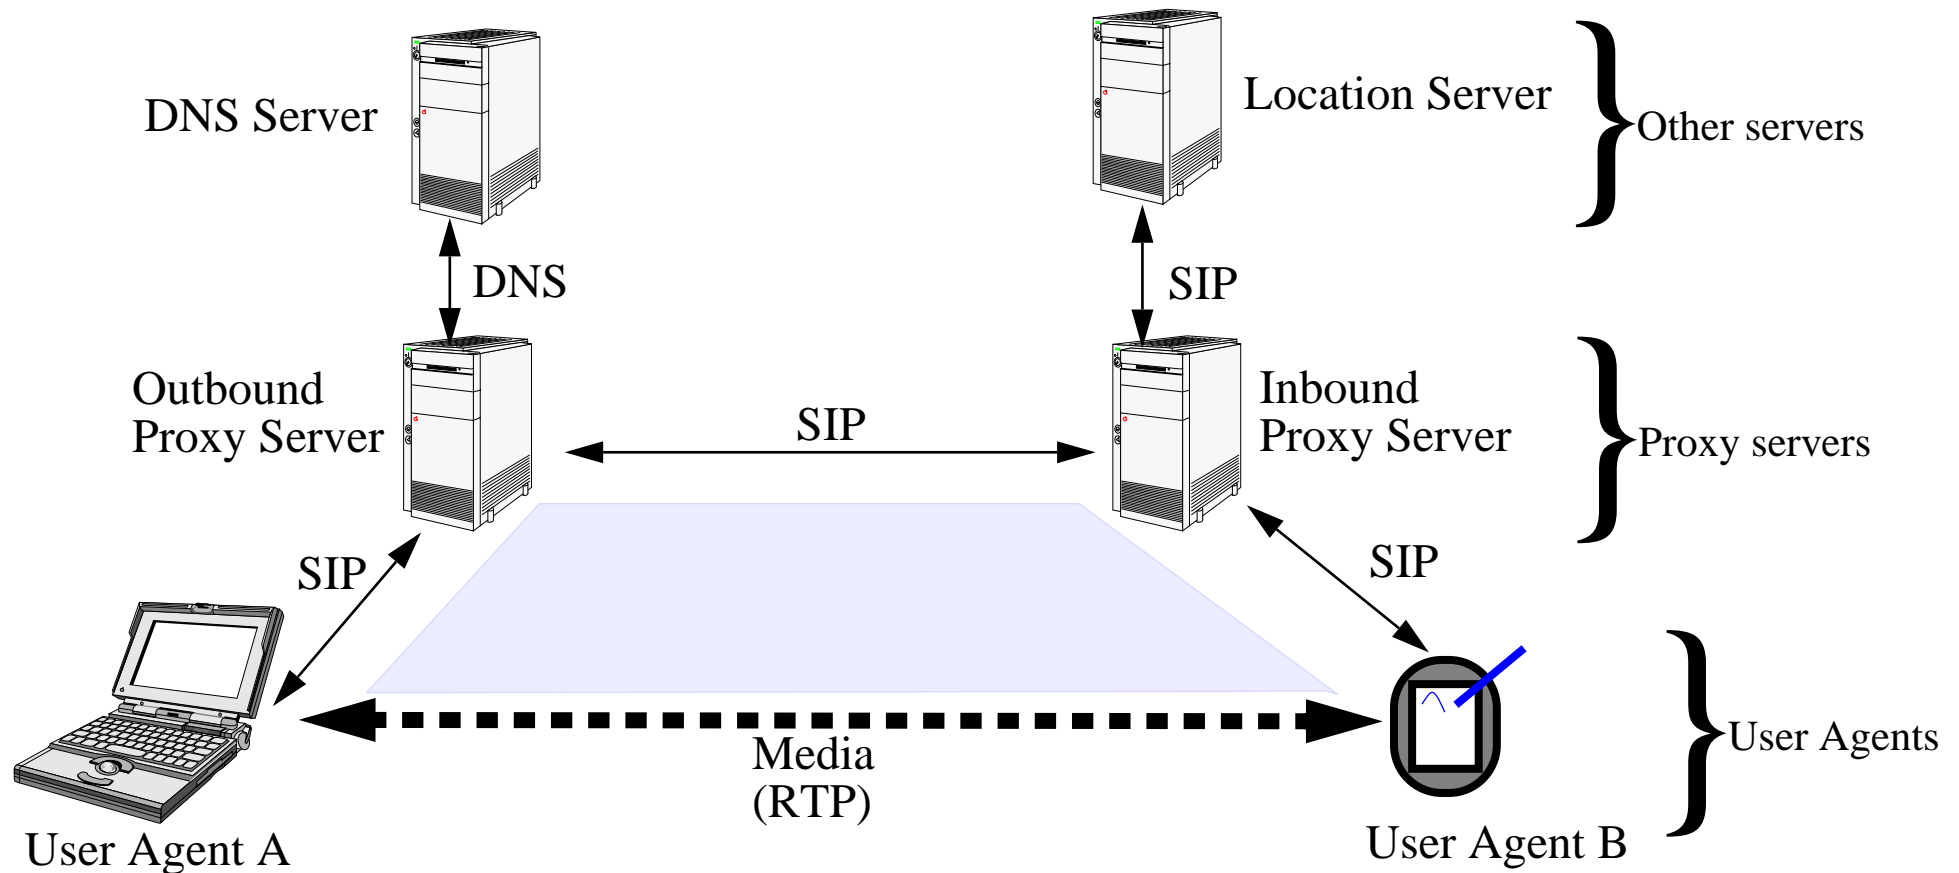 DNS Server
Location Server
Other servers
DNS
SIP
Outbound
Proxy Server
SIP
Inbound
Proxy Server
Proxy servers
SIP
SIP
Media
(RTP)
User Agents
User Agent A
User Agent B